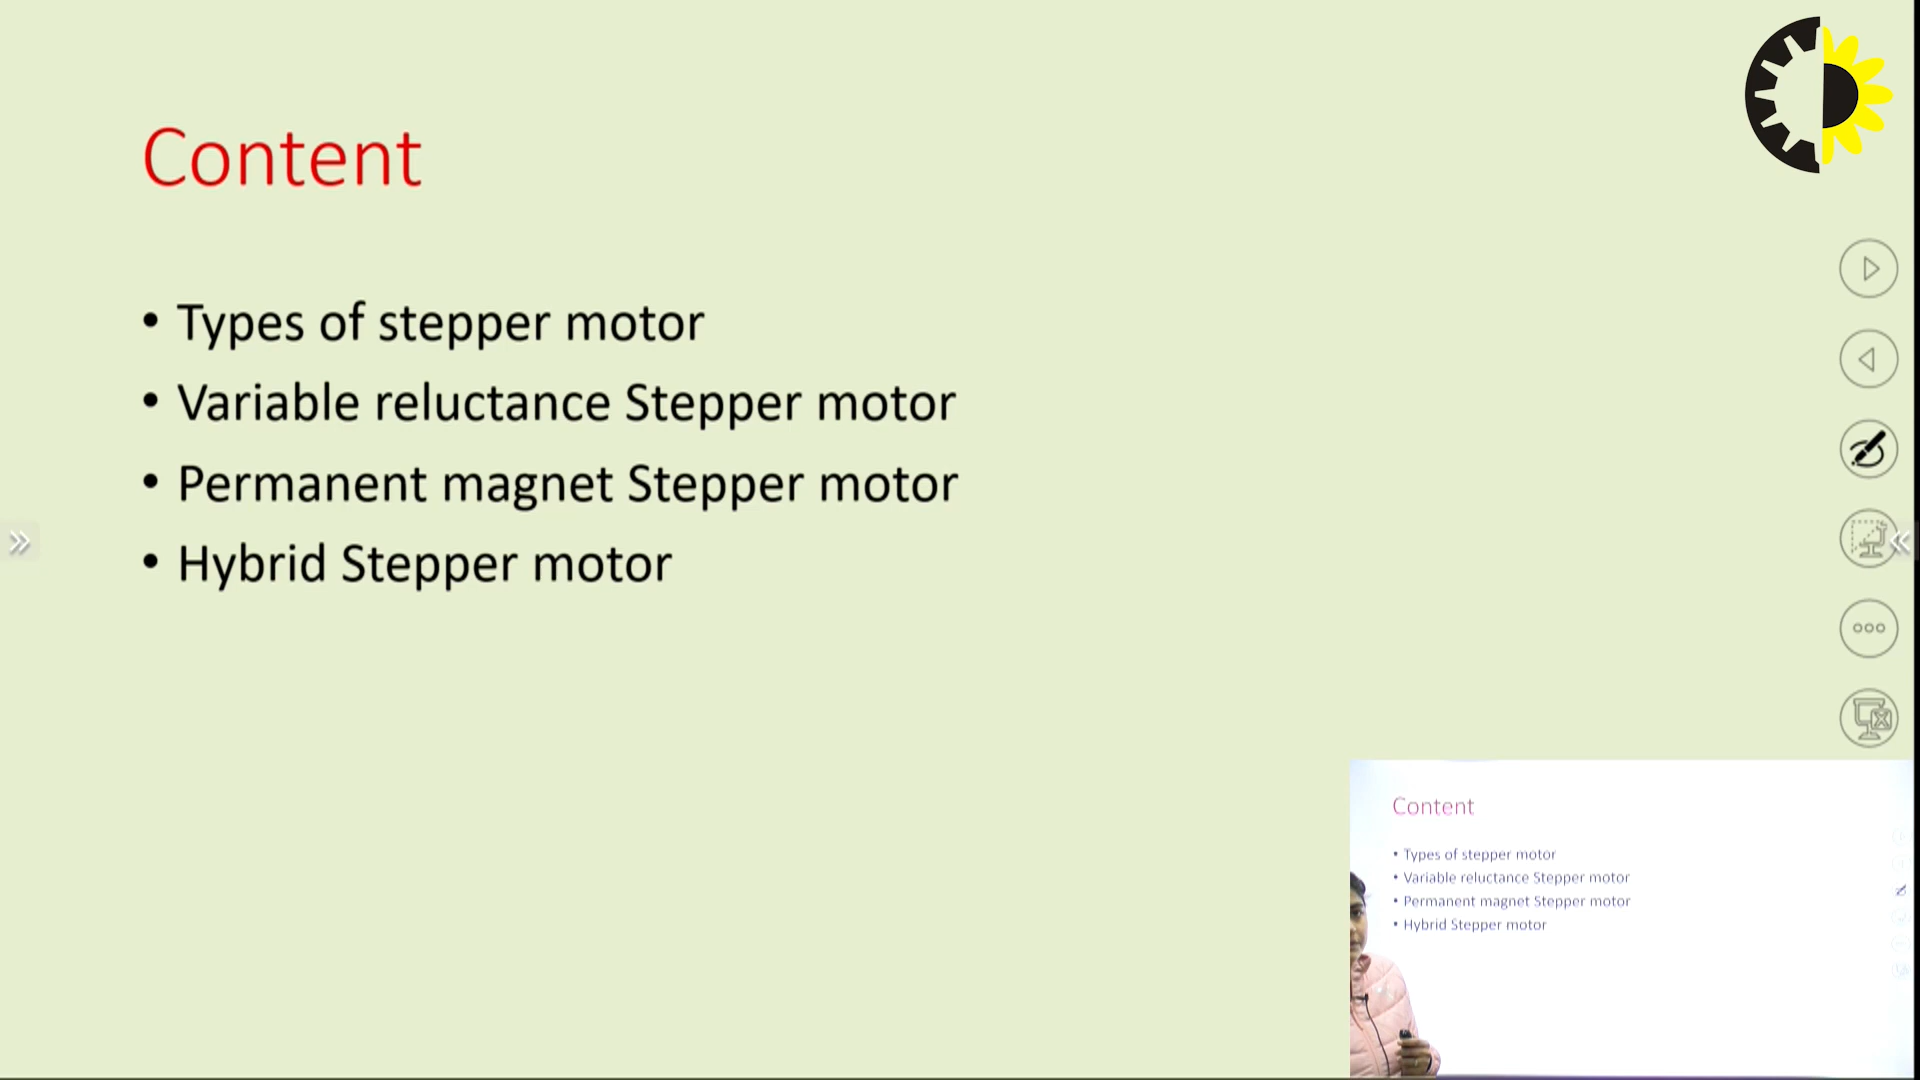 Content
• Types of stepper motor
• Variable reluctance Stepper motor
• Permanent magnet Stepper motor
• Hybrid Stepper motor
Content
• Types of stepper motor
• Variable reluctance Stepper motor
• Permanent magnet Stepper motor
• Hybrid Stepper motor